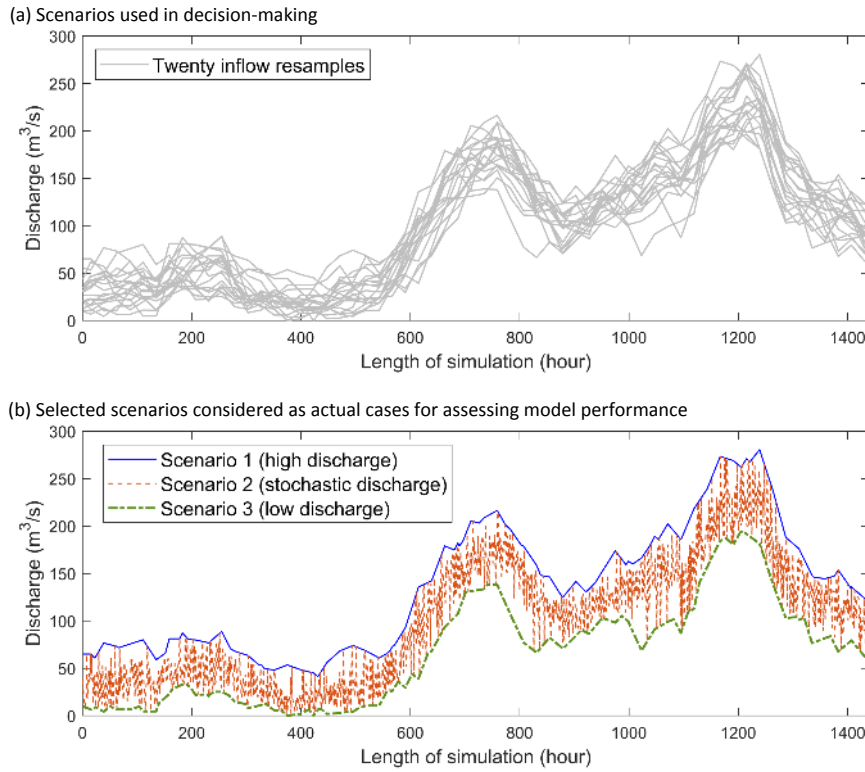 (a) Scenarios used in decision-making
300
250
200
150
100
50
0
Discharge (m³/s)
Twenty inflow resamples
0 200 400 600 800 1000 1200 1400
Length of simulation (hour)
(b) Selected scenarios considered as actual cases for assessing model performance
300
250
200
150
100
50
0
Discharge (m³/s)
Scenario 1 (high discharge)
Scenario 2 (stochastic discharge)
Scenario 3 (low discharge)
0 200 400 600 800 1000 1200 1400
Length of simulation (hour)